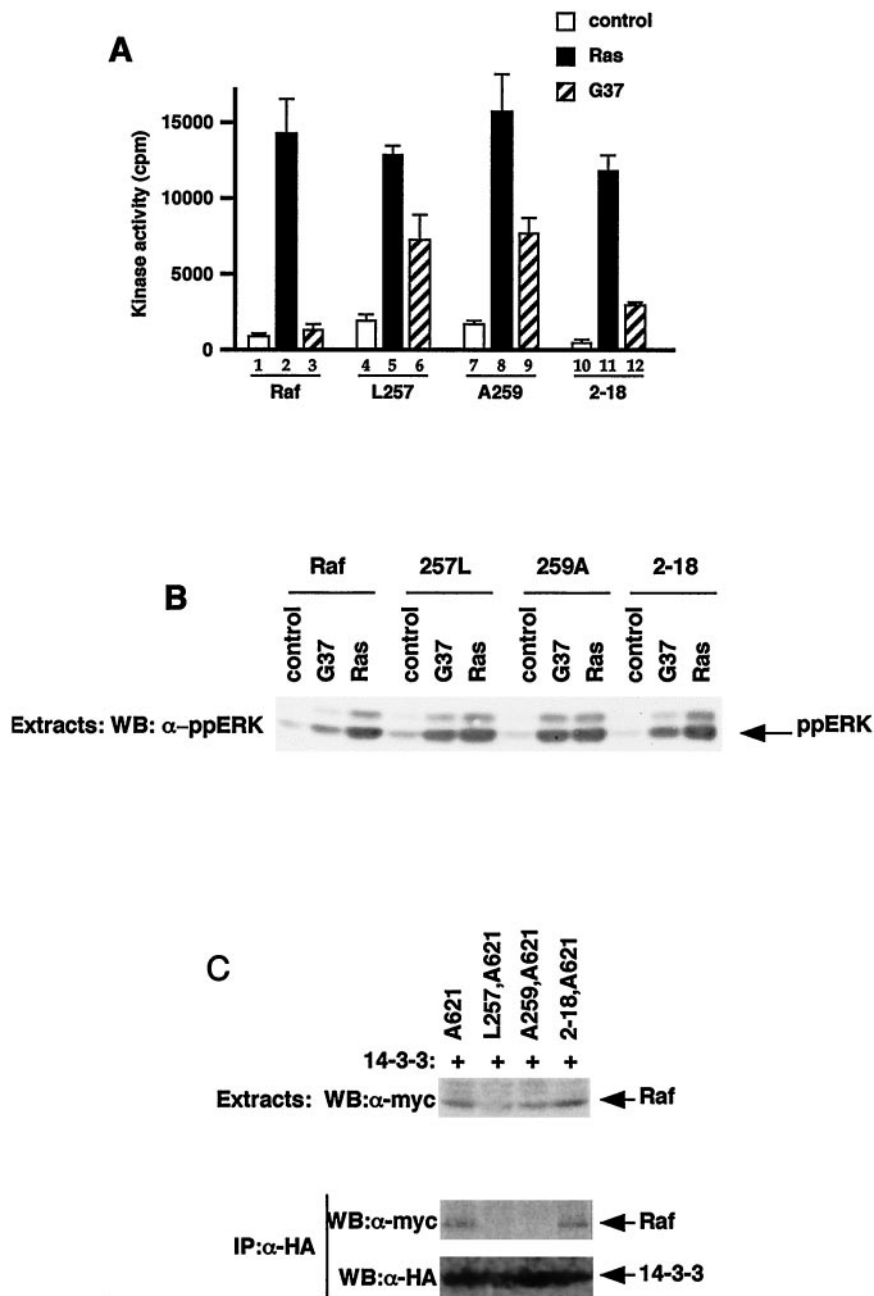 A
control
Ras
G37
Kinase activity (cpm)
15000
10000
5000
0
1 2 3 4 5 6 7 8 9 10 11 12
Raf L257 A259 2-18
B
Raf 257L 259A 2-18
control G37 Ras control G37 Ras control G37 Ras control G37 Ras
Extracts: WB: α–ppERK ppERK
C
A621 L257,A621 A259,A621 2-18,A621
14-3-3: + + + +
Extracts: WB:α-myc Raf
IP:α-HA
WB:α-myc Raf
WB:α-HA 14-3-3